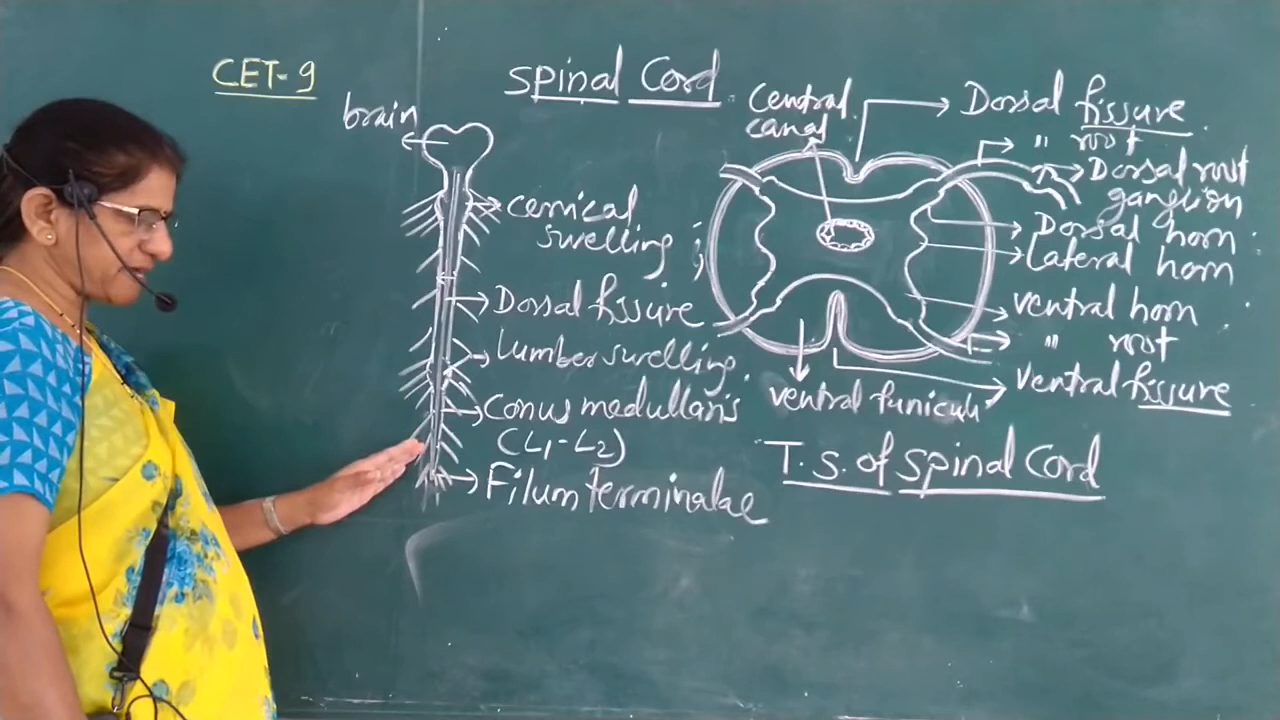 CET-9
Spinal Cord
brain
cervical
swelling
Dorsal fissure
Lumber swelling
Conus medullaris
(L1-L2)
Filum terminalae
Central
canal
Dorsal fissure
" root
Dorsal root
ganglion
Dorsal horn
Lateral horn
ventral horn
" root
ventral fissure
ventral funiculi
T.S. of Spinal Cord